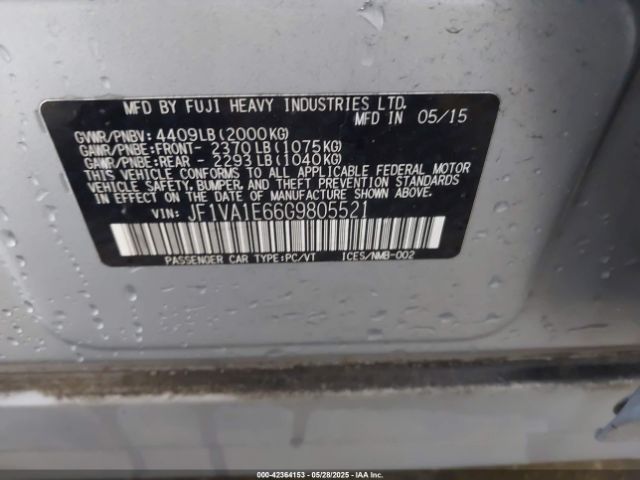 MFD BY FUJI HEAVY INDUSTRIES LTD.
MFD IN 05/15
GVWR/PNBV: 4409LB(2000KG)
GAWR/PNBE:FRONT- 2370LB(1075KG)
GAWR/PNBE:REAR - 2293LB(1040KG)
THIS VEHICLE CONFORMS TO ALL APPLICABLE FEDERAL MOTOR
VEHICLE SAFETY, BUMPER, AND THEFT PREVENTION STANDARDS
IN EFFECT ON THE DATE OF MANUFACTURE SHOWN ABOVE.
VIN: JF1VA1E66G9805521
PASSENGER CAR TYPE:PC/VT ICES/NMB-002
000-42364153 - 05/28/2025 - IAA Inc.